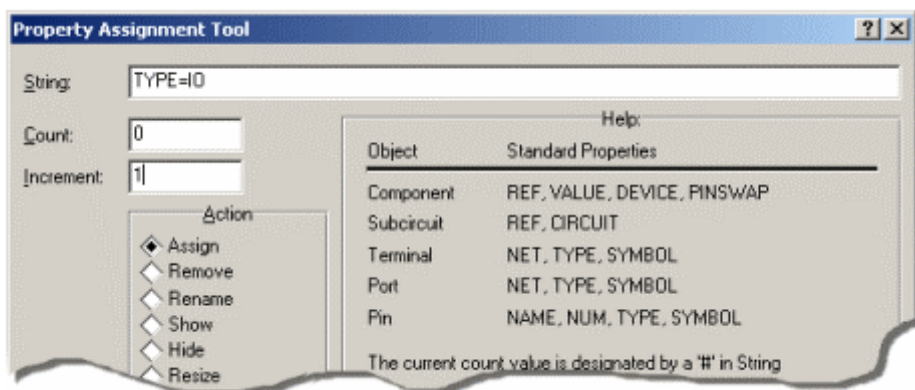 Property Assignment Tool
String: TYPE=IO
Count: 0
Increment: 1
Action
Assign
Remove
Rename
Show
Hide
Resize
Help:
Object Standard Properties
Component REF, VALUE, DEVICE, PINSWAP
Subcircuit REF, CIRCUIT
Terminal NET, TYPE, SYMBOL
Port NET, TYPE, SYMBOL
Pin NAME, NUM, TYPE, SYMBOL
The current count value is designated by a '#' in String